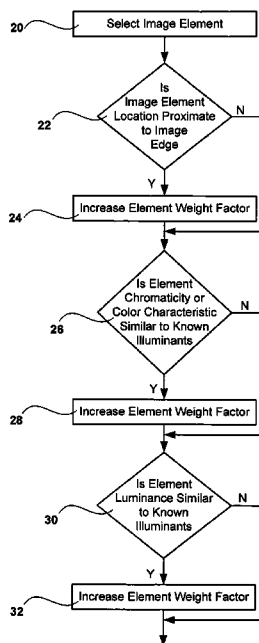 20
Select Image Element
Is
Image Element
Location Proximate
to Image
Edge
N
22
Y
24
Increase Element Weight Factor
Is Element
Chromaticity or
Color Characteristic
Similar to Known
Illuminants
N
26
Y
28
Increase Element Weight Factor
Is Element
Luminance Similar
to Known
Illuminants
N
30
Y
32
Increase Element Weight Factor